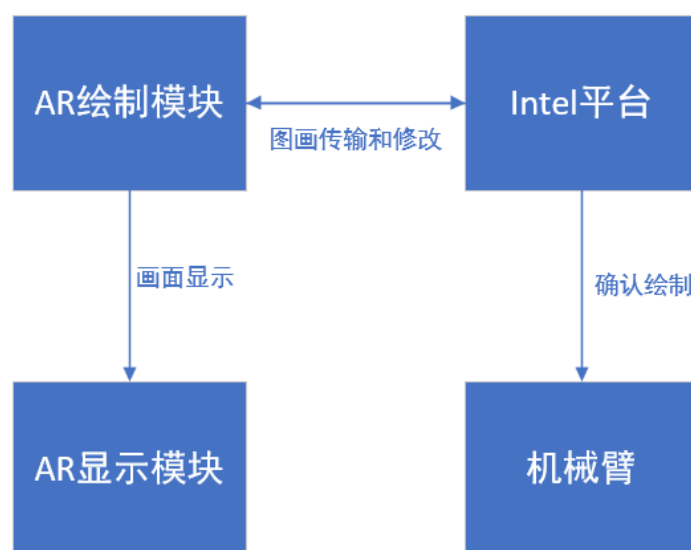 AR绘制模块
Intel平台
图画传输和修改
画面显示
确认绘制
AR显示模块
机械臂